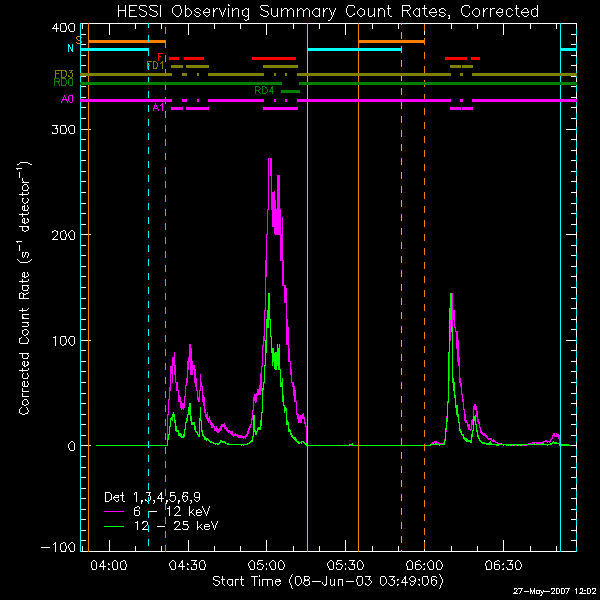 HESSI Observing Summary Count Rates, Corrected
400
S
N
F
FD1
FD3
RD0
RD4
A0
A1
300
200
100
0
−100
Corrected Count Rate (s⁻¹ detector⁻¹)
Det 1,3,4,5,6,9
6 − 12 keV
12 − 25 keV
04:00 04:30 05:00 05:30 06:00 06:30
Start Time (08−Jun−03 03:49:06)
27−May−2007 12:02